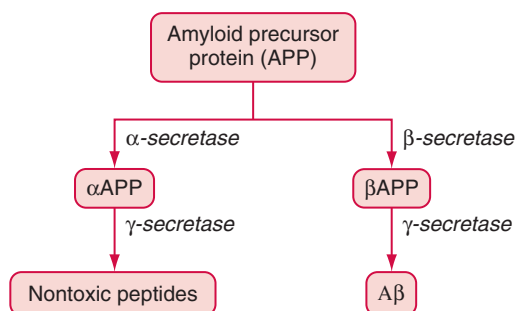 Amyloid precursor
protein (APP)
α-secretase
β-secretase
αAPP
βAPP
γ-secretase
γ-secretase
Nontoxic peptides
Aβ